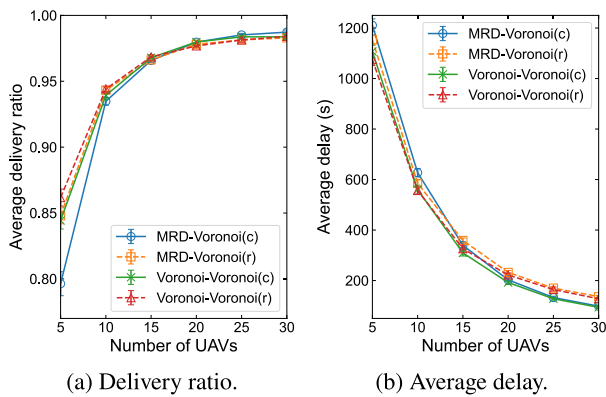 1.00
0.95
0.90
0.85
0.80
Average delivery ratio
MRD-Voronoi(c)
MRD-Voronoi(r)
Voronoi-Voronoi(c)
Voronoi-Voronoi(r)
5 10 15 20 25 30
Number of UAVs
(a) Delivery ratio.
1200
1000
800
600
400
200
Average delay (s)
MRD-Voronoi(c)
MRD-Voronoi(r)
Voronoi-Voronoi(c)
Voronoi-Voronoi(r)
5 10 15 20 25 30
Number of UAVs
(b) Average delay.